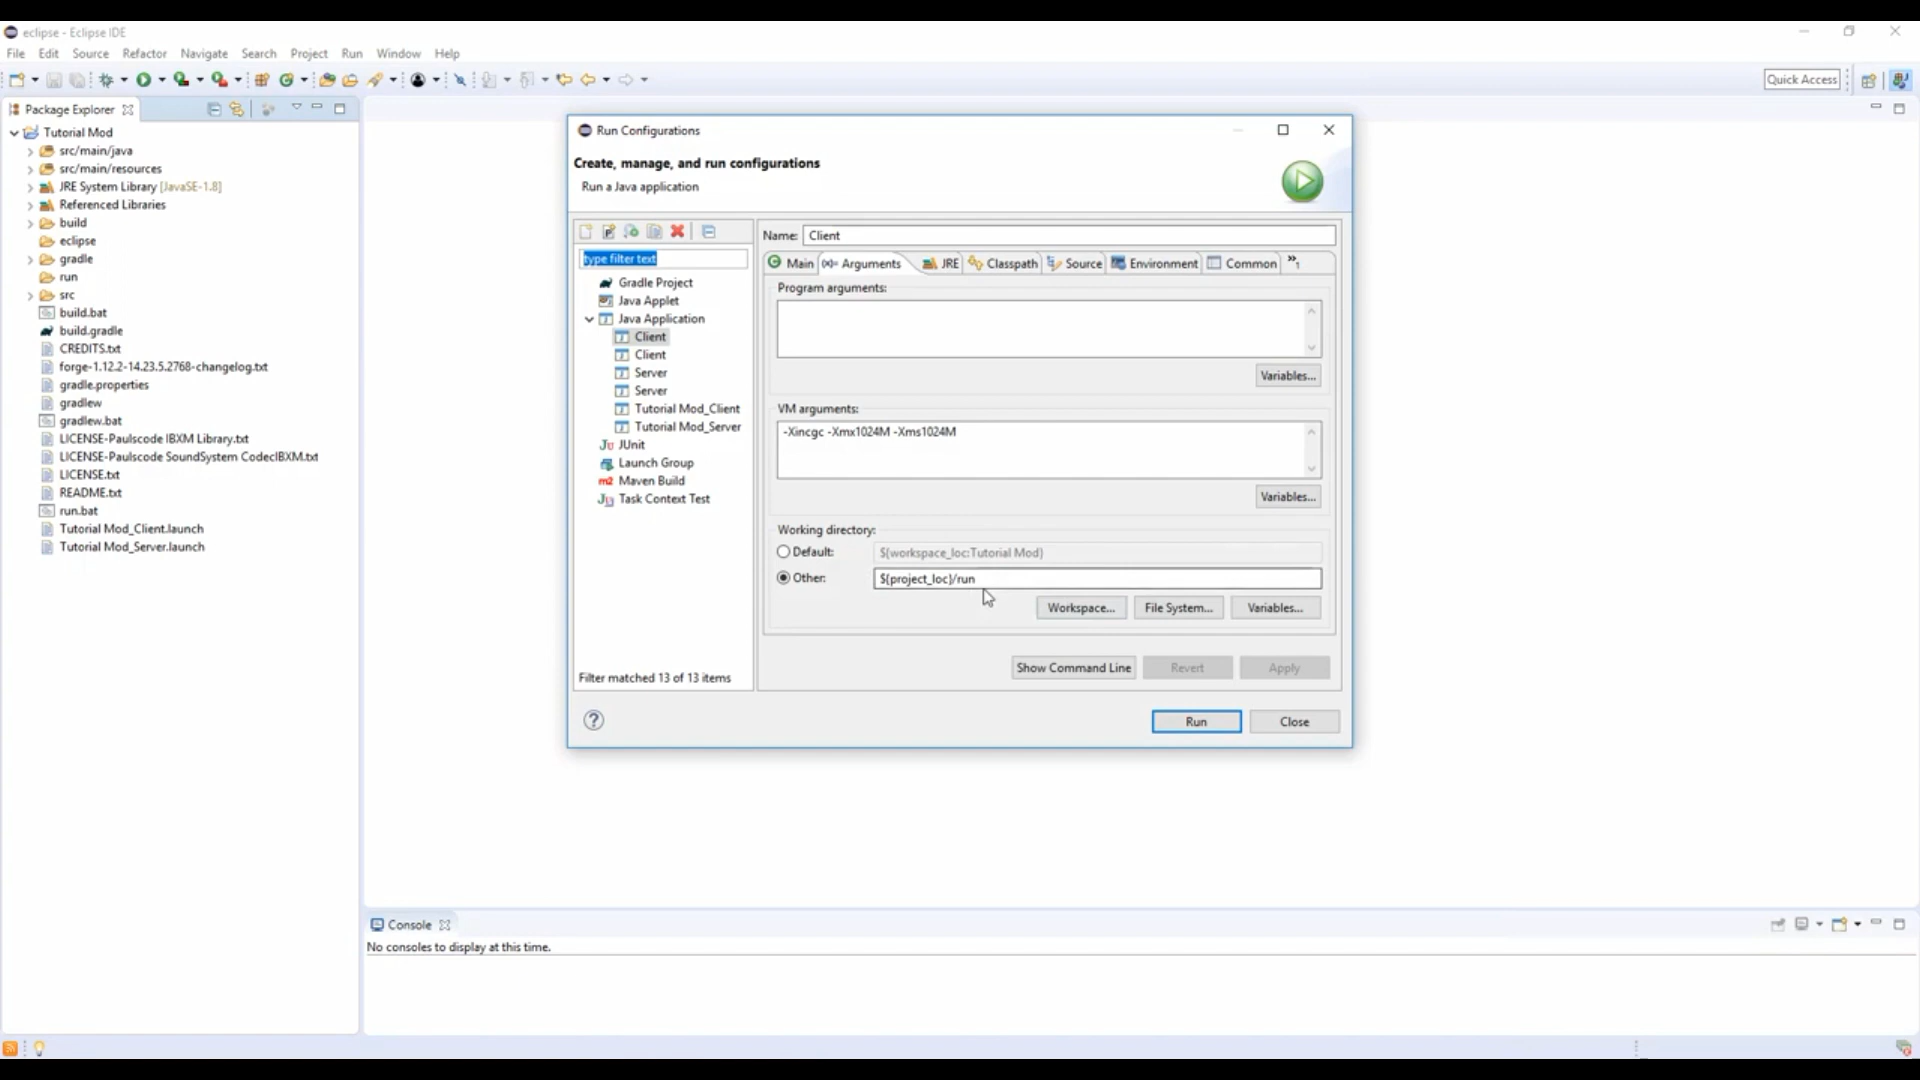 eclipse - Eclipse IDE
File Edit Source Refactor Navigate Search Project Run Window Help
Quick Access
Package Explorer
Tutorial Mod
src/main/java
src/main/resources
JRE System Library [JavaSE-1.8]
Referenced Libraries
build
eclipse
gradle
run
src
build.bat
build.gradle
CREDITS.txt
forge-1.12.2-14.23.5.2768-changelog.txt
gradle.properties
gradlew
gradlew.bat
LICENSE-Paulscode IBXM Library.txt
LICENSE-Paulscode SoundSystem CodecIBXM.txt
LICENSE.txt
README.txt
run.bat
Tutorial Mod_Client.launch
Tutorial Mod_Server.launch
Run Configurations
Create, manage, and run configurations
Run a Java application
type filter text
Gradle Project
Java Applet
Java Application
Client
Client
Server
Server
Tutorial Mod_Client
Tutorial Mod_Server
JUnit
Launch Group
m2 Maven Build
Task Context Test
Filter matched 13 of 13 items
Name: Client
Main (x)= Arguments JRE Classpath Source Environment Common »1
Program arguments:
Variables...
VM arguments:
-Xincgc -Xmx1024M -Xms1024M
Variables...
Working directory:
Default: ${workspace_loc:Tutorial Mod}
Other: ${project_loc}/run
Workspace... File System... Variables...
Show Command Line Revert Apply
? Run Close
Console
No consoles to display at this time.